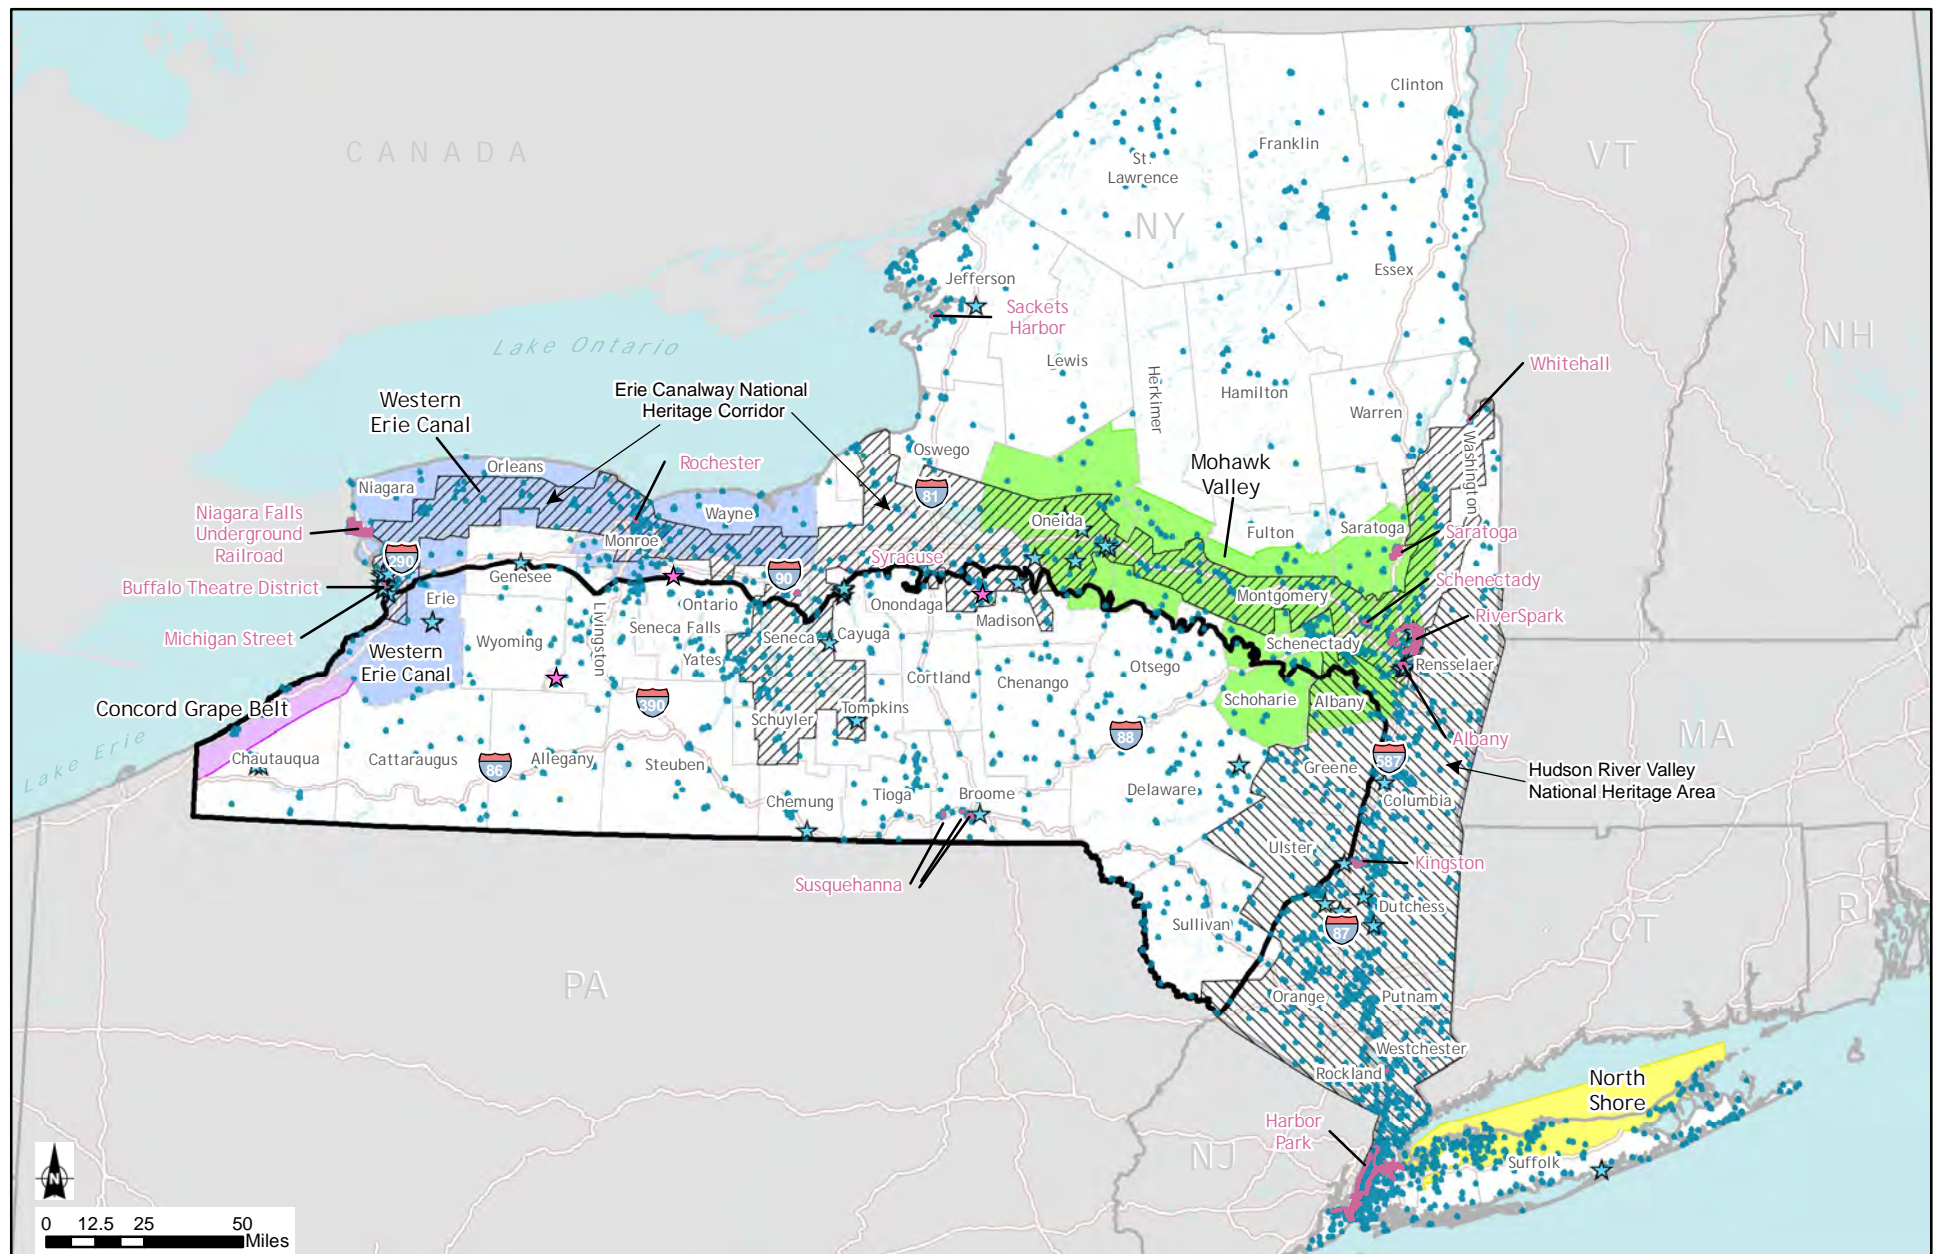 CANADA
NY
VT
NH
MA
CT
RI
PA
NJ
Lake Ontario
Lake Erie
Clinton
Franklin
St.
Lawrence
Essex
Jefferson
Sackets
Harbor
Lewis
Herkimer
Hamilton
Warren
Washington
Whitehall
Western
Erie Canal
Erie Canalway National
Heritage Corridor
Orleans
Niagara
Rochester
Wayne
Monroe
Oswego
81
Mohawk
Valley
Oneida
Fulton
Saratoga
Saratoga
Niagara Falls
Underground
Railroad
290
Buffalo Theatre District
Michigan Street
Genesee
Erie
Wyoming
Livingston
Ontario
Seneca Falls
Yates
90
Syracuse
Onondaga
Madison
Seneca
Cayuga
Montgomery
Schenectady
Schenectady
RiverSpark
Rensselaer
Western
Erie Canal
Concord Grape Belt
Chautauqua
Cattaraugus
86
Allegany
390
Steuben
Schuyler
Tompkins
Cortland
Chenango
Otsego
Schoharie
Albany
Albany
88
587
Greene
Hudson River Valley
National Heritage Area
Columbia
Chemung
Tioga
Broome
Delaware
Ulster
Kingston
Susquehanna
Sullivan
Dutchess
87
Orange
Putnam
Westchester
Rockland
North
Shore
Harbor
Park
Suffolk
N
0 12.5 25 50
Miles